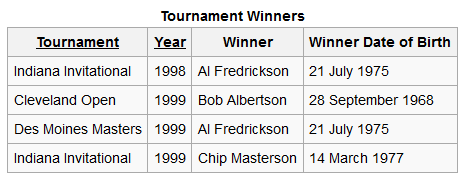 Tournament Winners
Tournament Year Winner Winner Date of Birth
Indiana Invitational 1998 Al Fredrickson 21 July 1975
Cleveland Open 1999 Bob Albertson 28 September 1968
Des Moines Masters 1999 Al Fredrickson 21 July 1975
Indiana Invitational 1999 Chip Masterson 14 March 1977